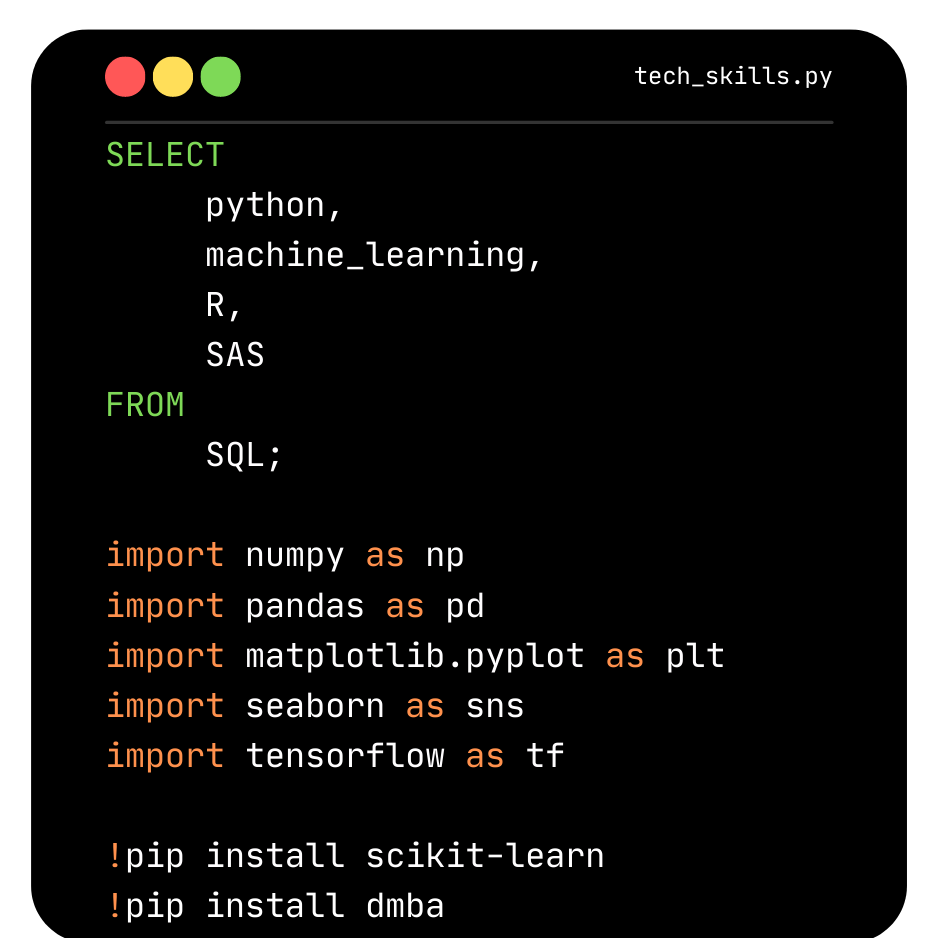 tech_skills.py
SELECT
python,
machine_learning,
R,
SAS
FROM
SQL;
import numpy as np
import pandas as pd
import matplotlib.pyplot as plt
import seaborn as sns
import tensorflow as tf
!pip install scikit-learn
!pip install dmba